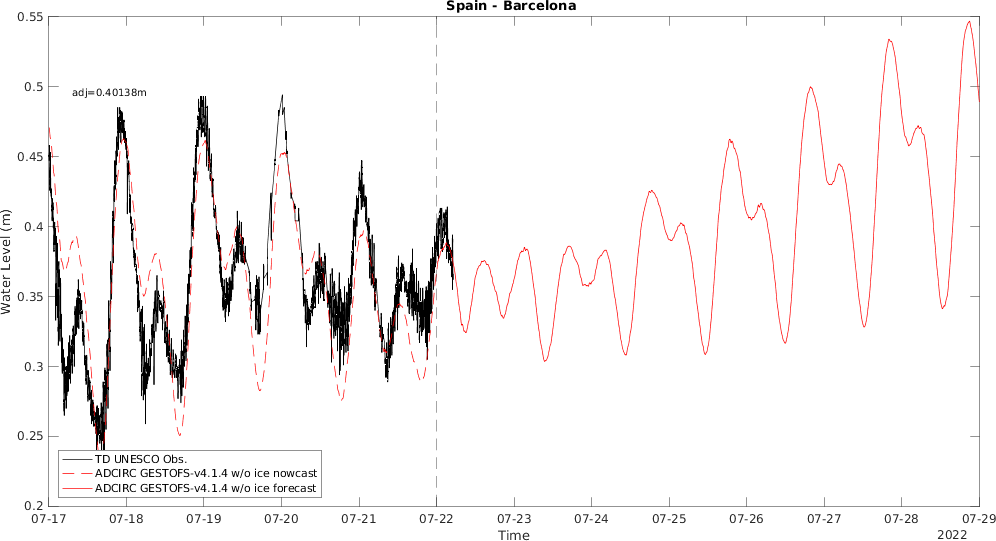 Spain - Barcelona
0.55
0.5
adj=0.40138m
0.45
0.4
Water Level (m)
0.35
0.3
0.25
0.2
TD UNESCO Obs.
ADCIRC GESTOFS-v4.1.4 w/o ice nowcast
ADCIRC GESTOFS-v4.1.4 w/o ice forecast
07-17 07-18 07-19 07-20 07-21 07-22 07-23 07-24 07-25 07-26 07-27 07-28 07-29
Time
2022